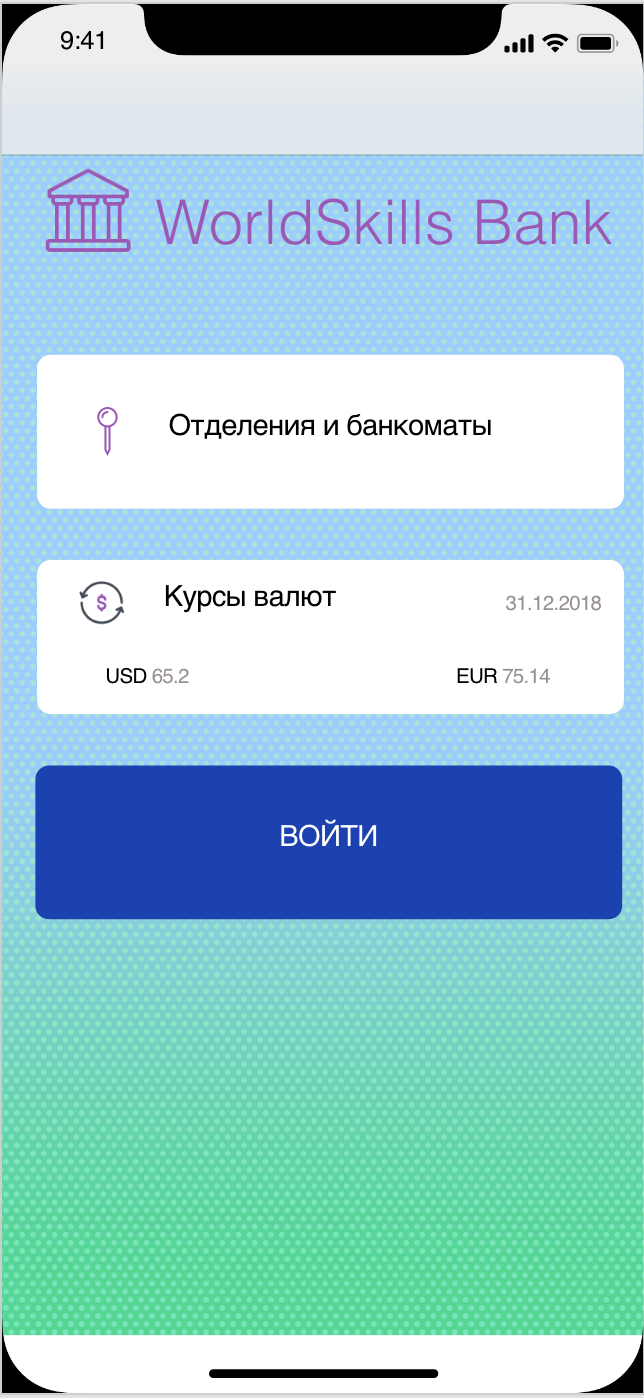 9:41
WorldSkills Bank
Отделения и банкоматы
$ Курсы валют 31.12.2018
USD 65.2 EUR 75.14
ВОЙТИ